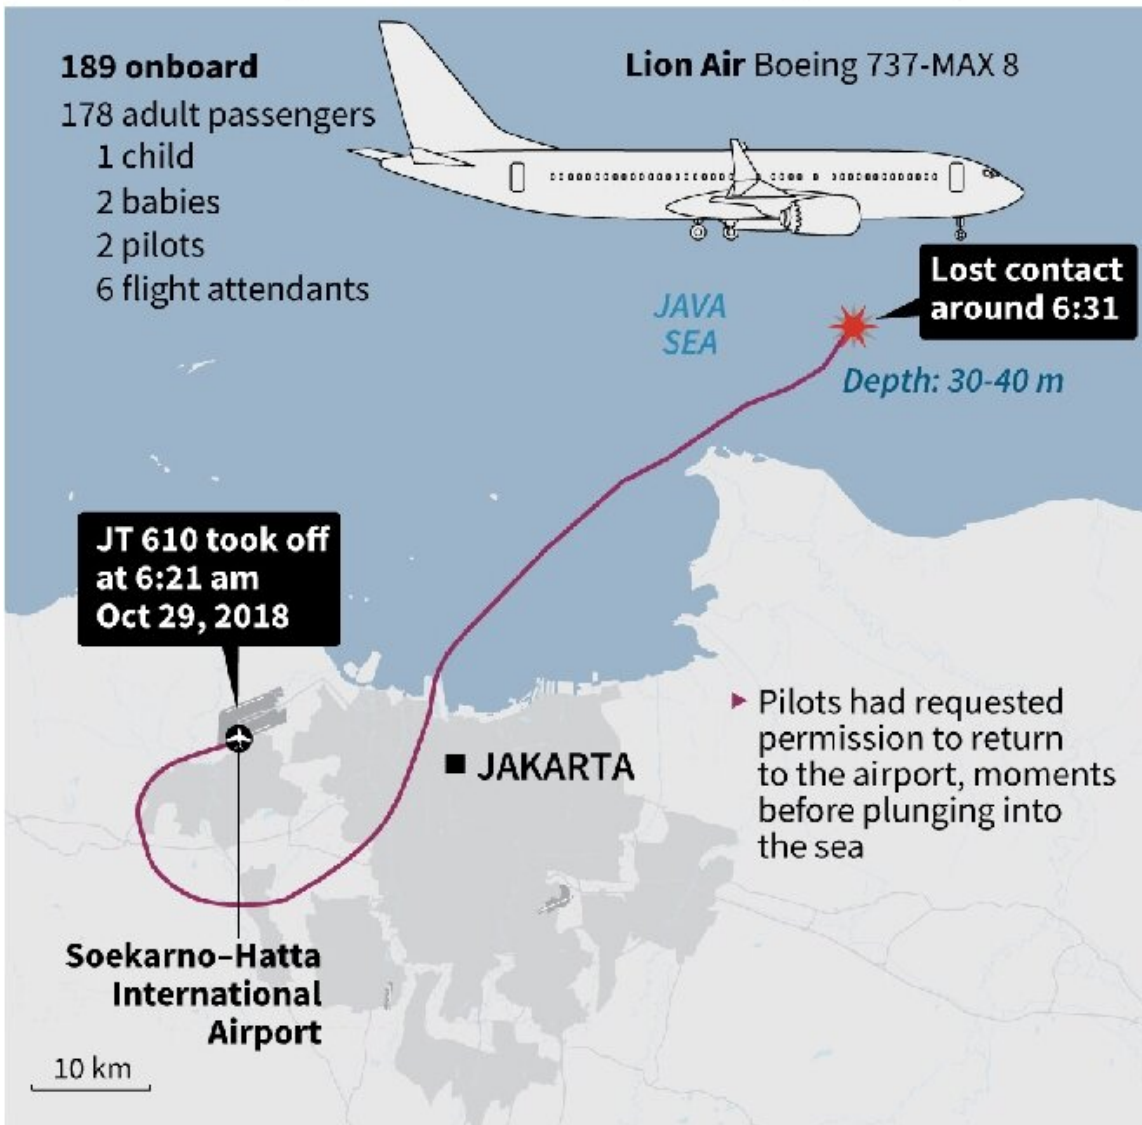 189 onboard
178 adult passengers
1 child
2 babies
2 pilots
6 flight attendants
Lion Air Boeing 737-MAX 8
Lost contact
around 6:31
JAVA
SEA
Depth: 30-40 m
JT 610 took off
at 6:21 am
Oct 29, 2018
JAKARTA
▸ Pilots had requested
permission to return
to the airport, moments
before plunging into
the sea
Soekarno–Hatta
International
Airport
10 km